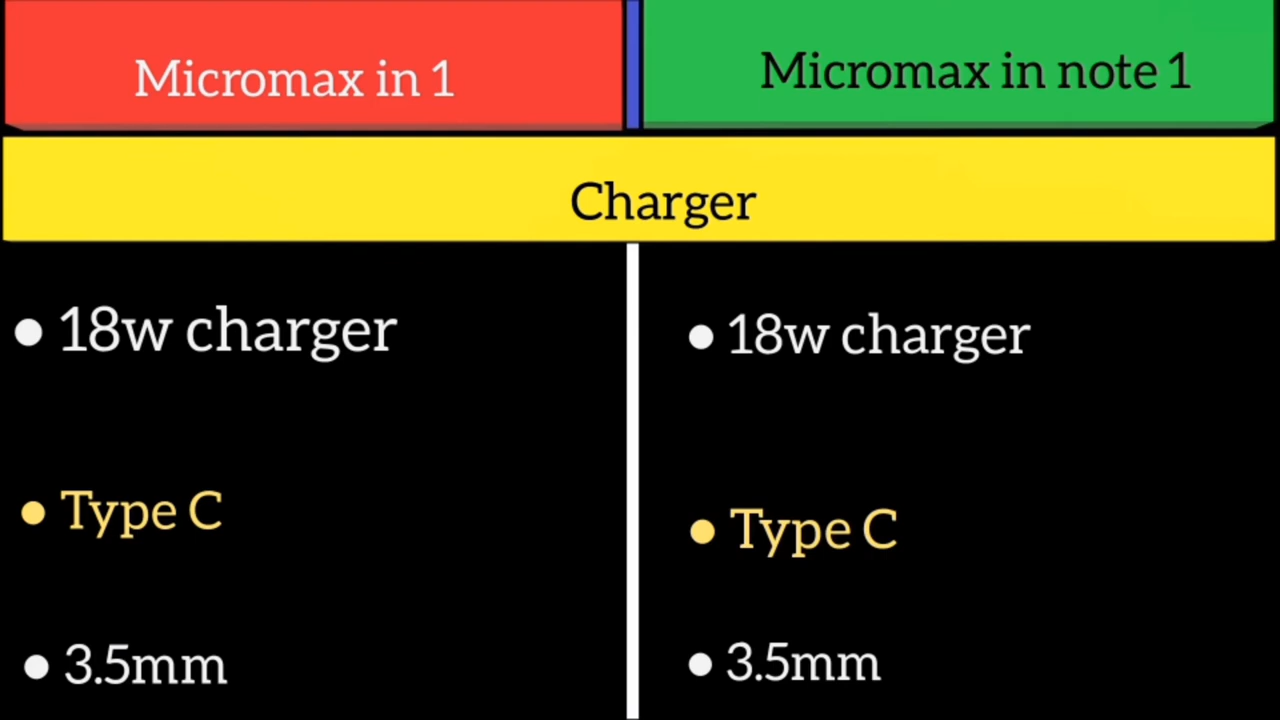 Micromax in 1
Micromax in note 1
Charger
• 18w charger
• 18w charger
• Type C
• Type C
• 3.5mm
• 3.5mm